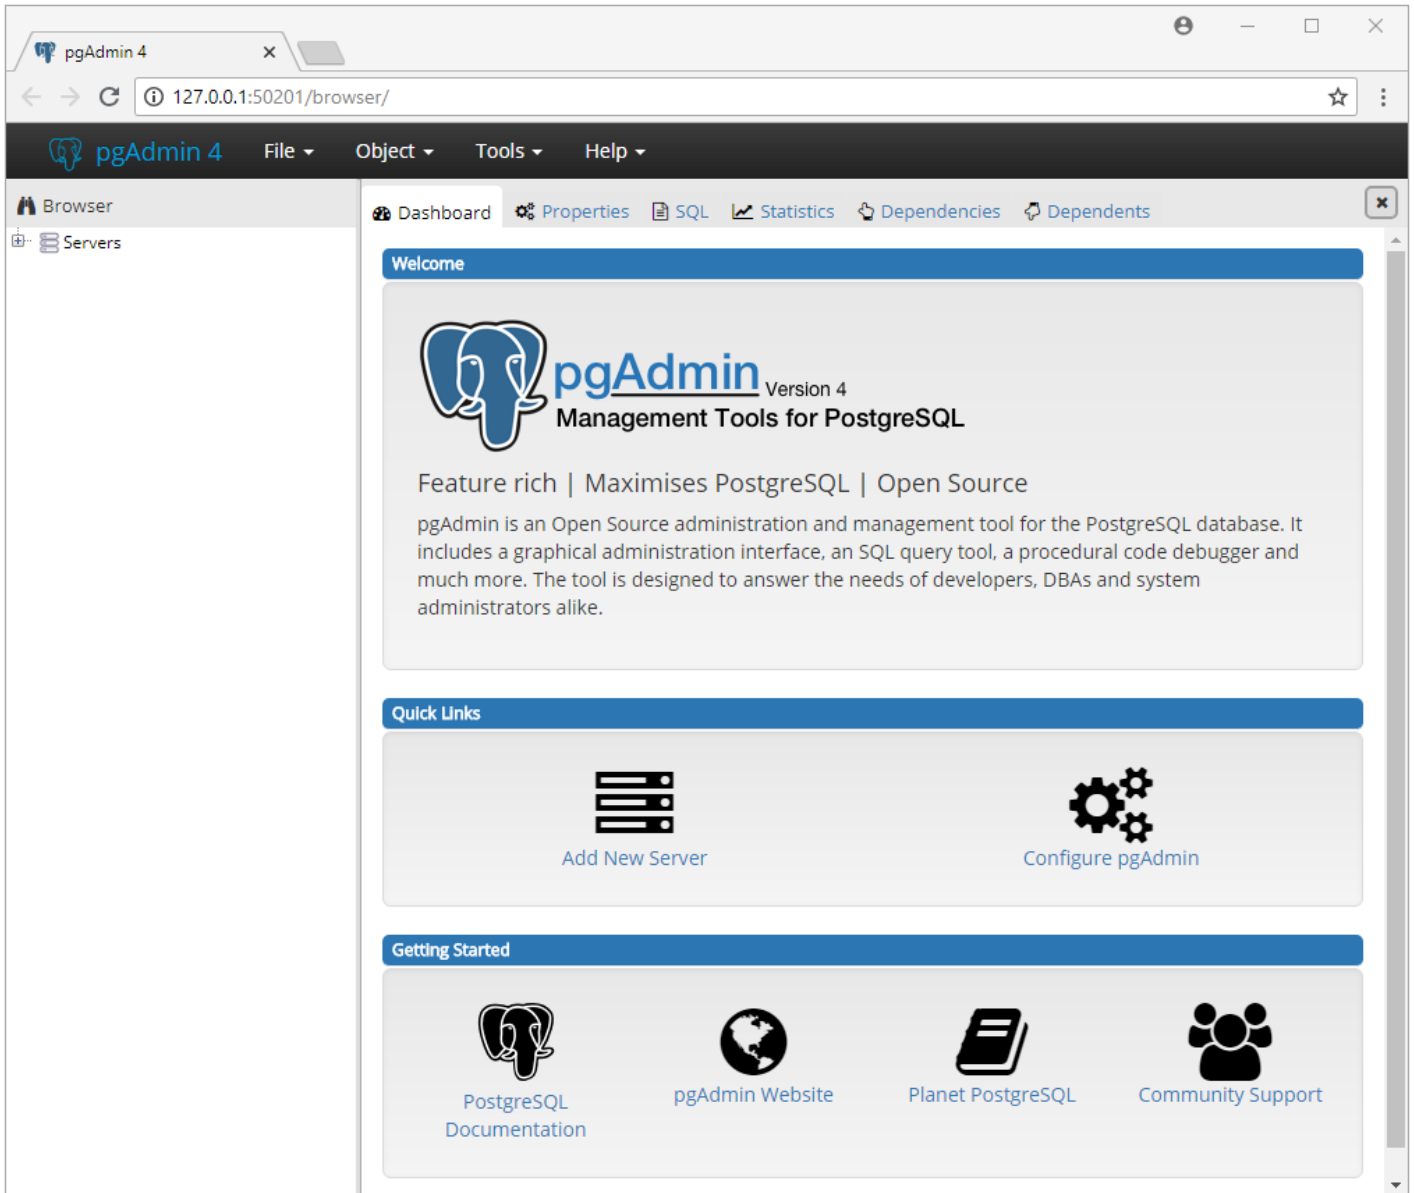 pgAdmin 4
127.0.0.1:50201/browser/
pgAdmin 4 File Object Tools Help
Browser
Servers
Dashboard Properties SQL Statistics Dependencies Dependents
Welcome
pgAdmin Version 4
Management Tools for PostgreSQL
Feature rich | Maximises PostgreSQL | Open Source
pgAdmin is an Open Source administration and management tool for the PostgreSQL database. It
includes a graphical administration interface, an SQL query tool, a procedural code debugger and
much more. The tool is designed to answer the needs of developers, DBAs and system
administrators alike.
Quick Links
Add New Server
Configure pgAdmin
Getting Started
PostgreSQL
Documentation
pgAdmin Website
Planet PostgreSQL
Community Support